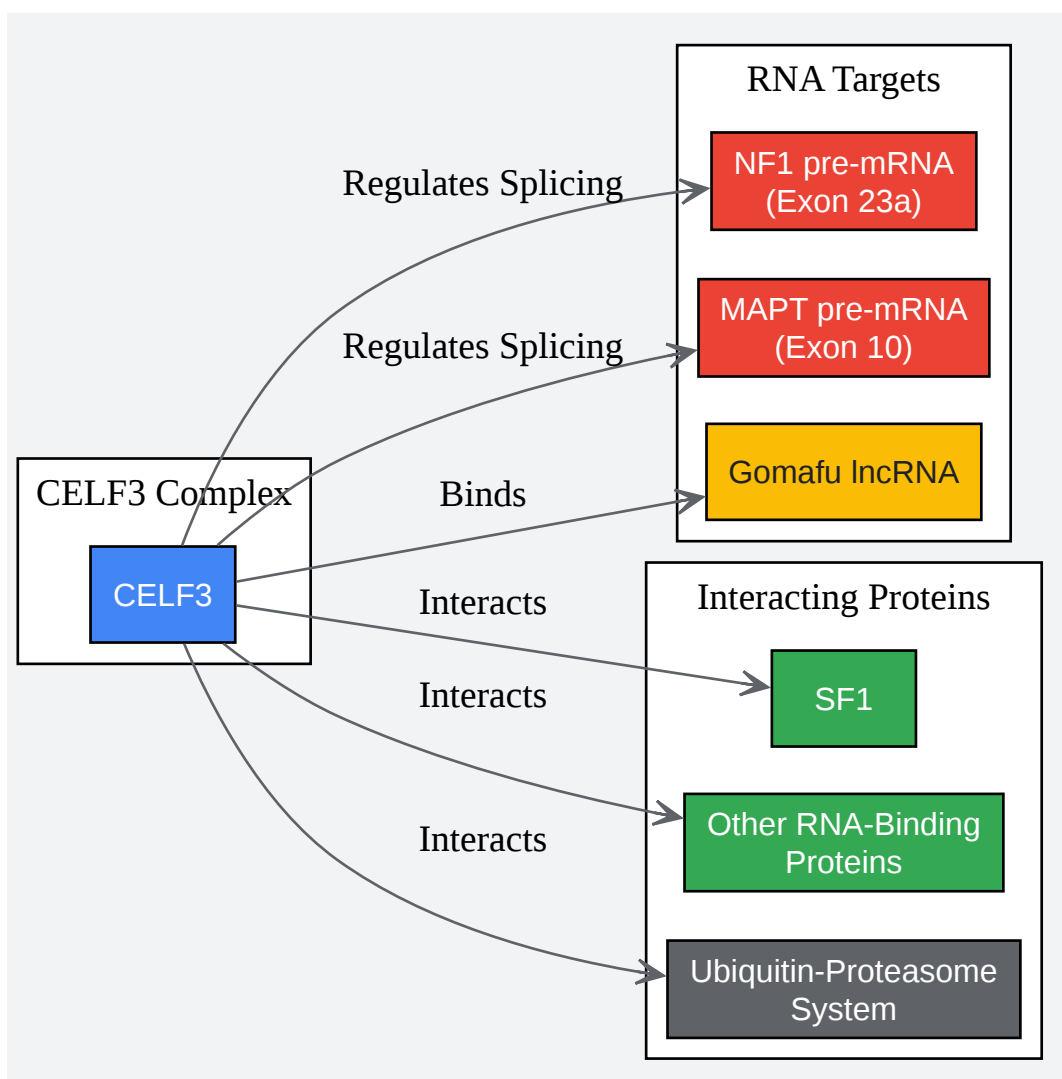 RNA Targets
NF1 pre-mRNA
(Exon 23a)
Regulates Splicing
MAPT pre-mRNA
(Exon 10)
Regulates Splicing
Gomafu lncRNA
CELF3 Complex
Binds
CELF3
Interacts
Interacting Proteins
SF1
Interacts
Other RNA-Binding
Proteins
Interacts
Ubiquitin-Proteasome
System